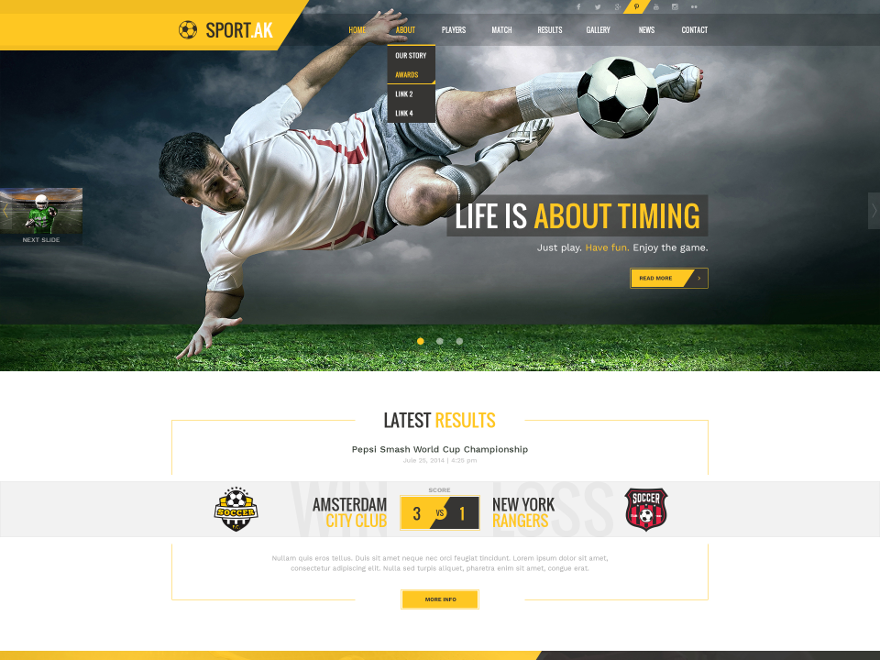 SPORT.AK
HOME ABOUT PLAYERS MATCH RESULTS GALLERY NEWS CONTACT
OUR STORY
AWARDS
LINK 2
LINK 4
LIFE IS ABOUT TIMING
Just play. Have fun. Enjoy the game.
NEXT SLIDE
READ MORE
LATEST RESULTS
Pepsi Smash World Cup Championship
June 25, 2014 | 4:25 pm
WIN LOSS
SCORE
SOCCER
AMSTERDAM
CITY CLUB
3 VS 1
NEW YORK
RANGERS
SOCCER
Nullam quis eros tellus. Duis sit amet neque nec orci feugiat tincidunt. Lorem ipsum dolor sit amet,
consectetur adipiscing elit. Nulla sed turpis aliquet, pharetra enim sit amet, congue erat.
MORE INFO